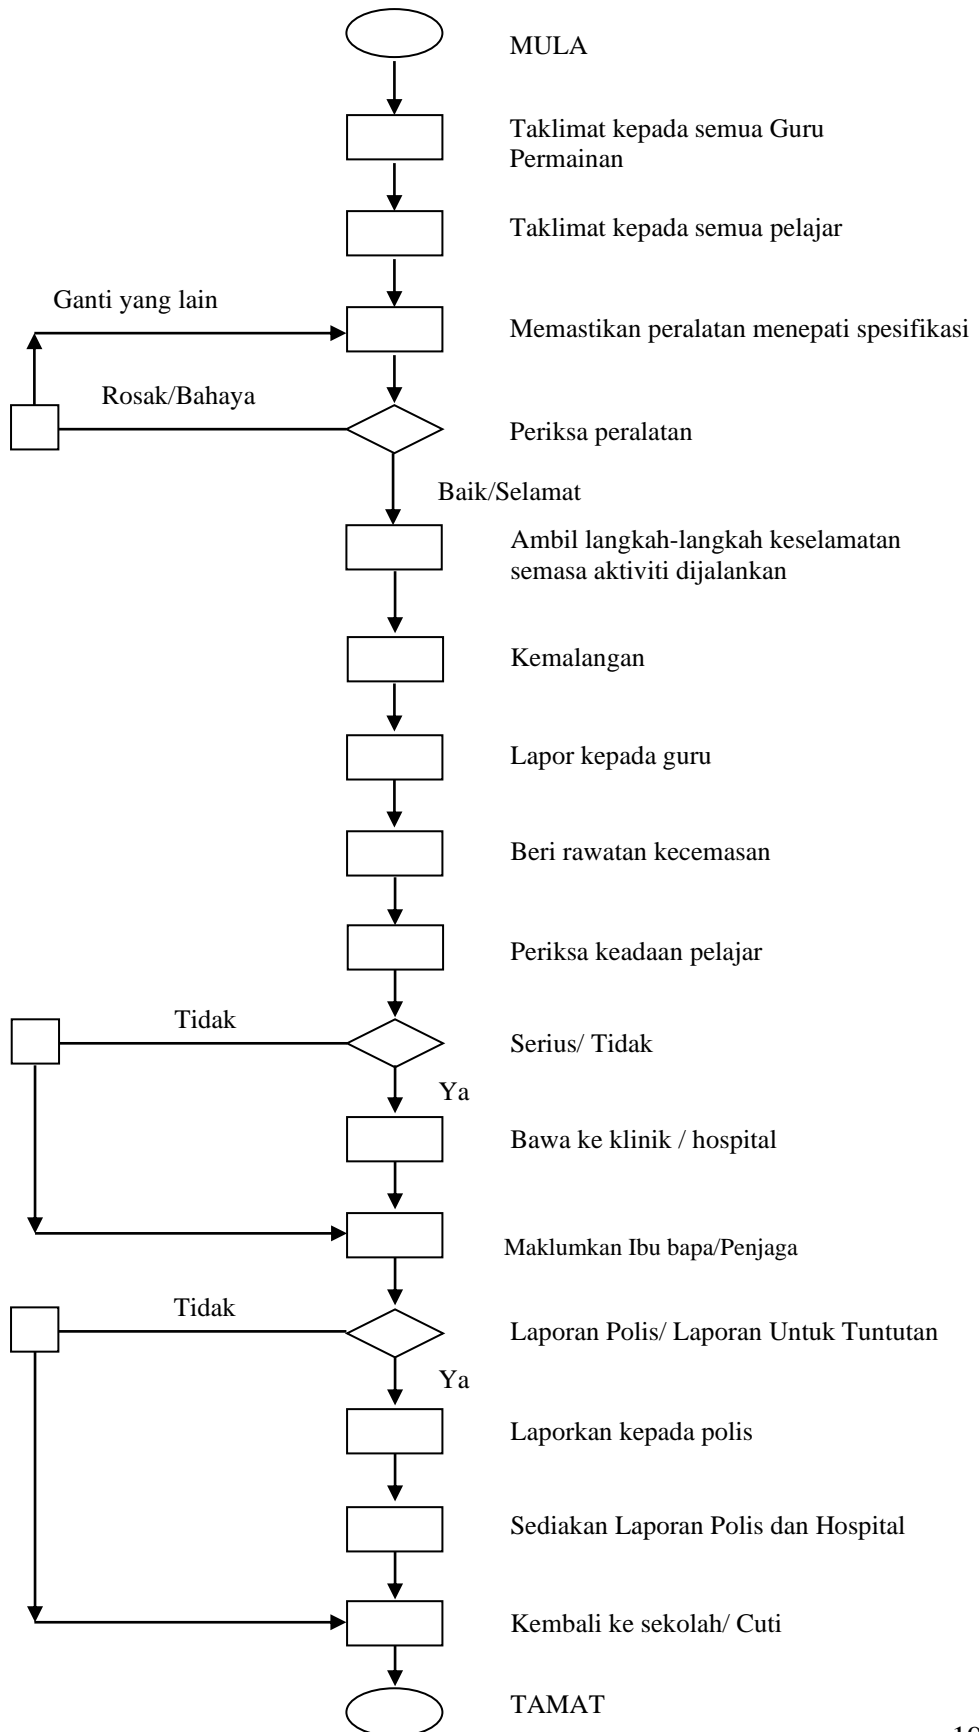 MULA
Taklimat kepada semua Guru
Permainan
Taklimat kepada semua pelajar
Ganti yang lain
Memastikan peralatan menepati spesifikasi
Rosak/Bahaya
Periksa peralatan
Baik/Selamat
Ambil langkah-langkah keselamatan
semasa aktiviti dijalankan
Kemalangan
Lapor kepada guru
Beri rawatan kecemasan
Periksa keadaan pelajar
Tidak
Serius/ Tidak
Ya
Bawa ke klinik / hospital
Maklumkan Ibu bapa/Penjaga
Tidak
Laporan Polis/ Laporan Untuk Tuntutan
Ya
Laporkan kepada polis
Sediakan Laporan Polis dan Hospital
Kembali ke sekolah/ Cuti
TAMAT